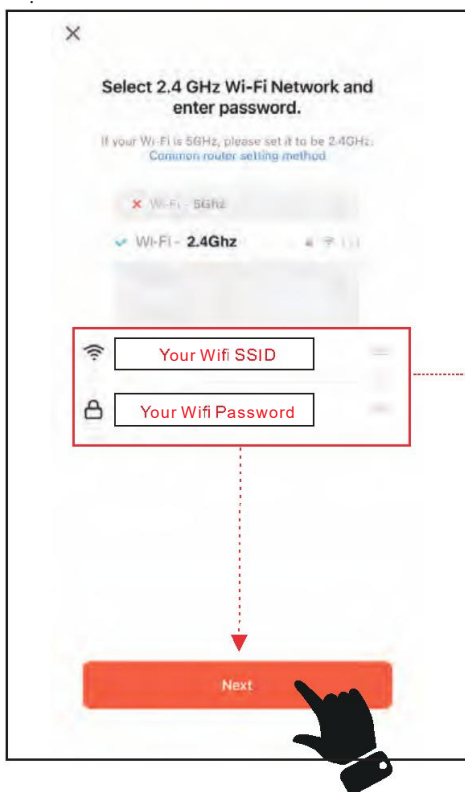 Select 2.4 GHz Wi-Fi Network and
enter password.
If your Wi-Fi is 5GHz, please set it to be 2.4GHz.
Common router setting method
Wi-Fi - 5Ghz
Wi-Fi - 2.4Ghz
Your Wifi SSID
Your Wifi Password
Next